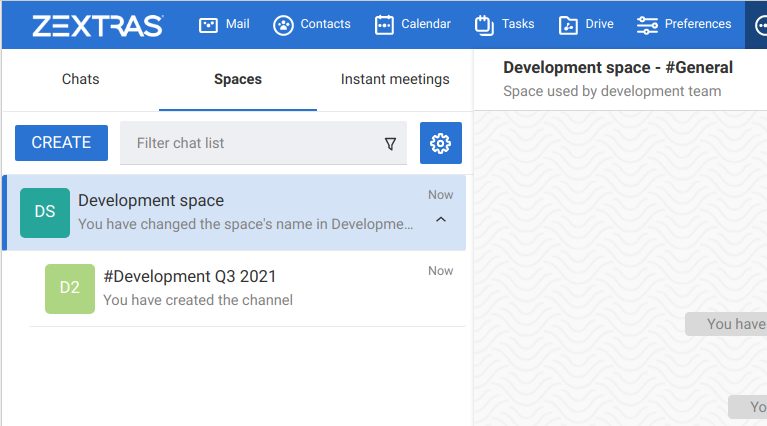 ZEXTRAS Mail Contacts Calendar Tasks Drive Preferences
Chats Spaces Instant meetings
Development space - #General
Space used by development team
CREATE Filter chat list
DS Development space Now
You have changed the space's name in Developme...
D2 #Development Q3 2021 Now
You have created the channel
You have
Yo